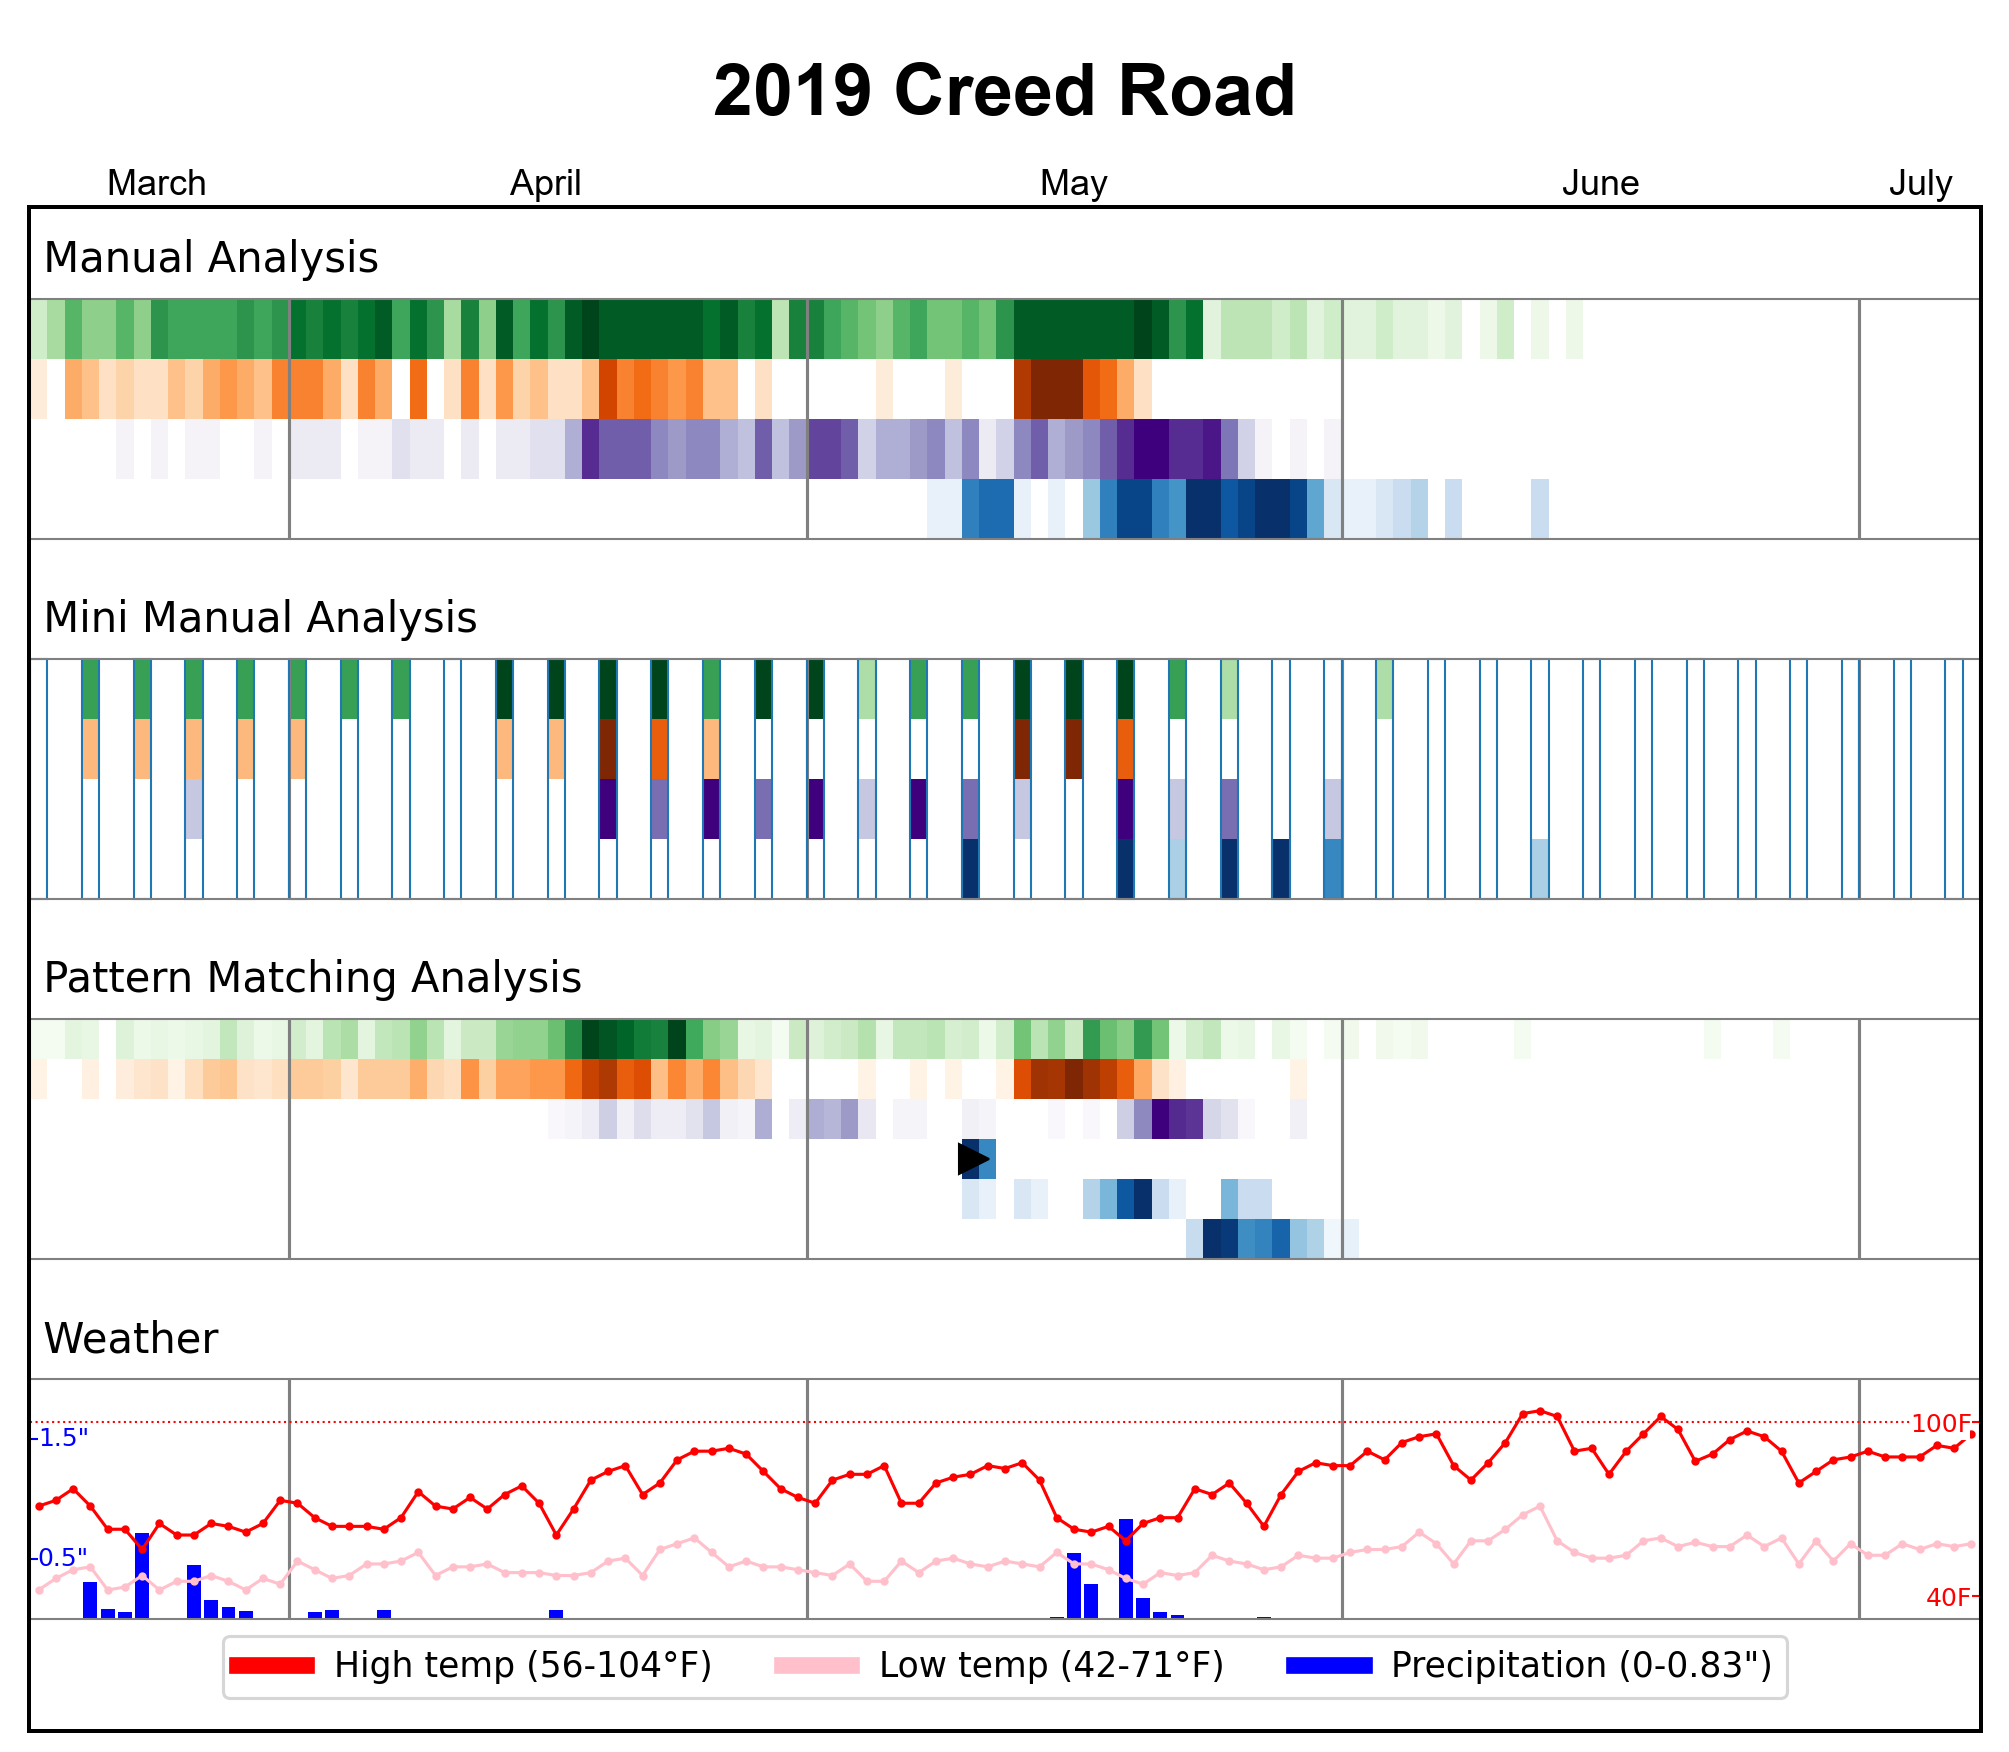 2019 Creed Road
March April May June July
Manual Analysis
Mini Manual Analysis
Pattern Matching Analysis
Weather
1.5"
100F
0.5"
40F
High temp (56-104°F) Low temp (42-71°F) Precipitation (0-0.83")